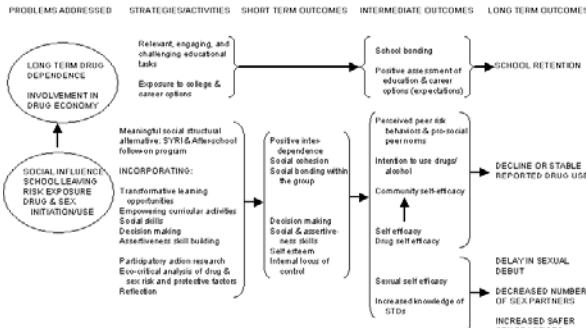 PROBLEMS ADDRESSED
STRATEGIES/ACTIVITIES
SHORT TERM OUTCOMES
INTERMEDIATE OUTCOMES
LONG TERM OUTCOMES
LONG TERM DRUG
DEPENDENCE
INVOLVEMENT IN
DRUG ECONOMY
SOCIAL INFLUENCE
SCHOOL LEAVING
RISK EXPOSURE
DRUG & SEX
INITIATION/USE
Relevant, engaging, and
challenging educational
tasks
Exposure to college &
career options
Meaningful social structural
alternative: SYRI & After-school
follow-on program
INCORPORATING:
Transformative learning
opportunities
Empowering curricular activities
Social skills
Decision making
Assertiveness skill building
Participatory action research
Eco-critical analysis of drug &
sex risk and protective factors
Reflection
Positive inter-
dependence
Social cohesion
Social bonding within
the group
Decision making
Social & assertive-
ness skills
Self esteem
Internal locus of
control
School bonding
Positive assessment of
education & career
options (expectations)
Perceived peer risk
behaviors & pro-social
peer norms
Intention to use drugs/
alcohol
Community self-efficacy
Self efficacy
Drug self efficacy
Sexual self efficacy
Increased knowledge of
STDs
SCHOOL RETENTION
DECLINE OR STABLE
REPORTED DRUG USE
DELAY IN SEXUAL
DEBUT
DECREASED NUMBER
OF SEX PARTNERS
INCREASED SAFER